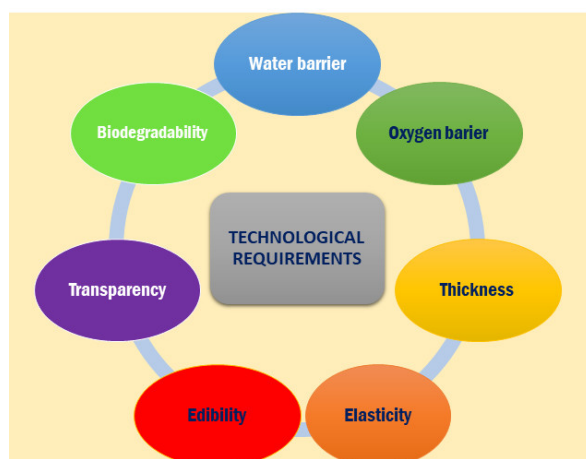 Water barrier
Oxygen barier
Thickness
Elasticity
Edibility
Transparency
Biodegradability
TECHNOLOGICAL
REQUIREMENTS